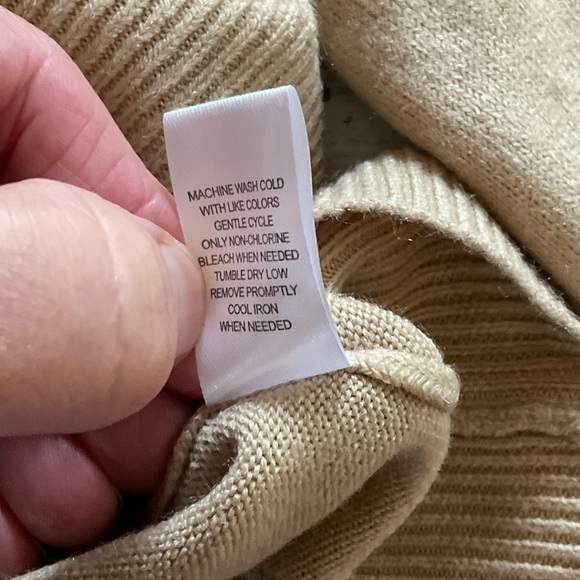 MACHINE WASH COLD
WITH LIKE COLORS
GENTLE CYCLE
ONLY NON-CHLORINE
BLEACH WHEN NEEDED
TUMBLE DRY LOW
REMOVE PROMPTLY
COOL IRON
WHEN NEEDED